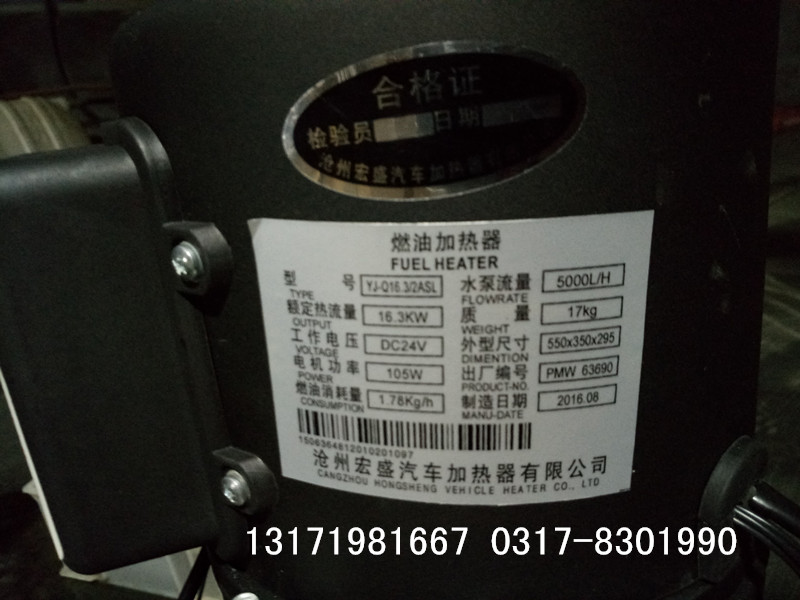 合格证
检验员 日期
沧州宏盛汽车加热器
燃油加热器
FUEL HEATER
型 号 YJ-Q16.3/2ASL 水泵流量 5000L/H
TYPE FLOWRATE
额定热流量 16.3KW 质 量 17kg
OUTPUT WEIGHT
工作电压 DC24V 外型尺寸 550x350x295
VOLTAGE DIMENTION
电机功率 105W 出厂编号 PMW 63690
POWER PRODUCT-NO.
燃油消耗量 1.78Kg/h 制造日期 2016.08
CONSUMPTION MANU-DATE
1506364812010201097
沧州宏盛汽车加热器有限公司
CANGZHOU HONGSHENG VEHICLE HEATER CO., LTD
13171981667 0317-8301990